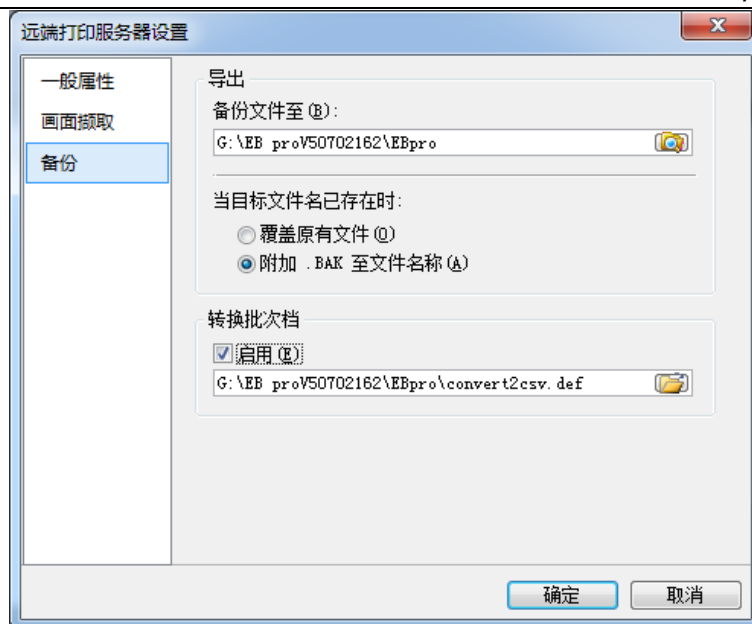 远端打印服务器设置
一般属性
画面撷取
备份
导出
备份文件至(B):
G:\EB proV50702162\EBpro
当目标文件名已存在时:
覆盖原有文件(O)
附加 .BAK 至文件名称(A)
转换批次档
启用(E)
G:\EB proV50702162\EBpro\convert2csv.def
确定
取消